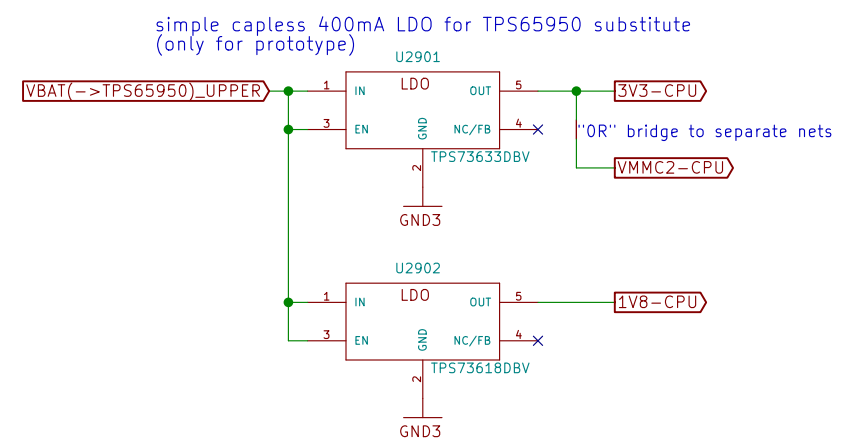 simple capless 400mA LDO for TPS65950 substitute
(only for prototype)
U2901
VBAT(->TPS65950)_UPPER
1 IN LDO OUT 5
3V3-CPU
3 EN GND NC/FB 4
"0R" bridge to separate nets
TPS73633DBV
2
VMMC2-CPU
GND3
U2902
1 IN LDO OUT 5
1V8-CPU
3 EN GND NC/FB 4
TPS73618DBV
2
GND3